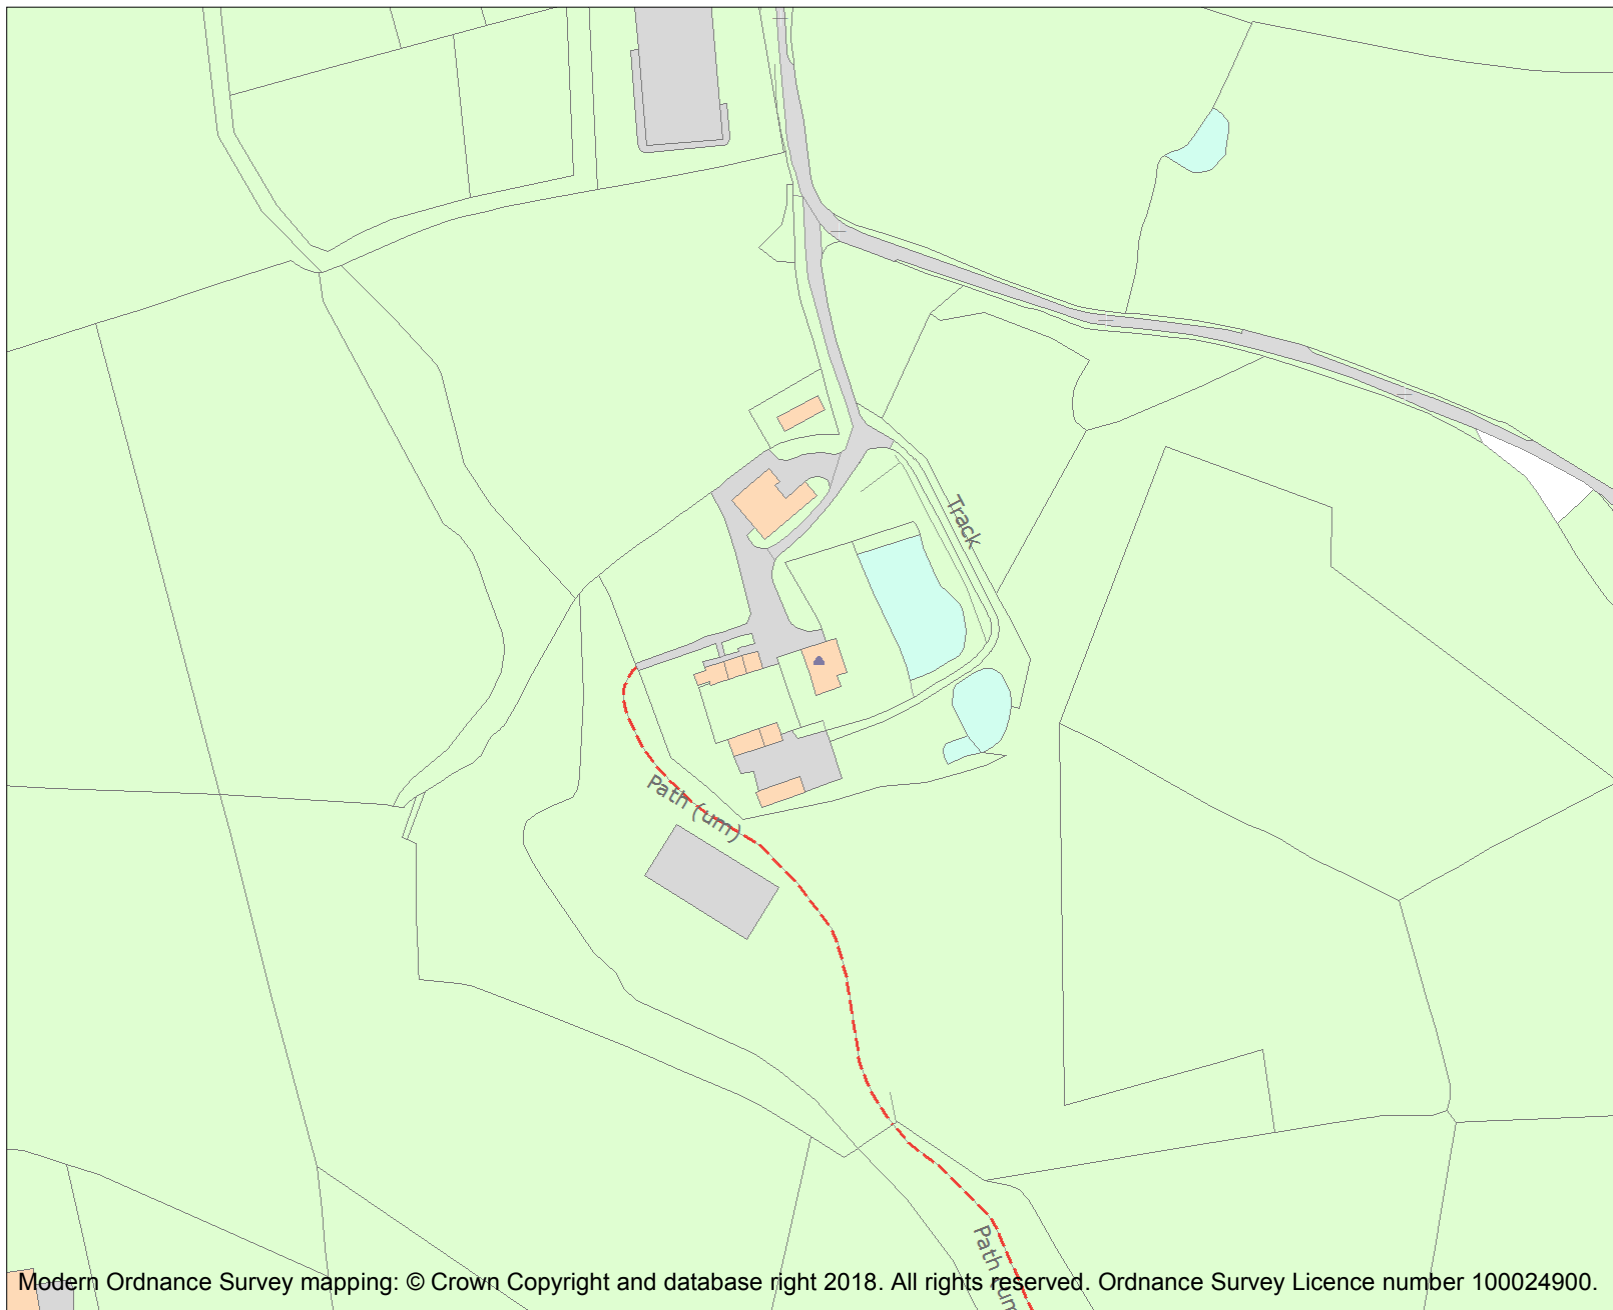 Track
Path (um)
Path (um
Modern Ordnance Survey mapping: © Crown Copyright and database right 2018. All rights reserved. Ordnance Survey Licence number 100024900.